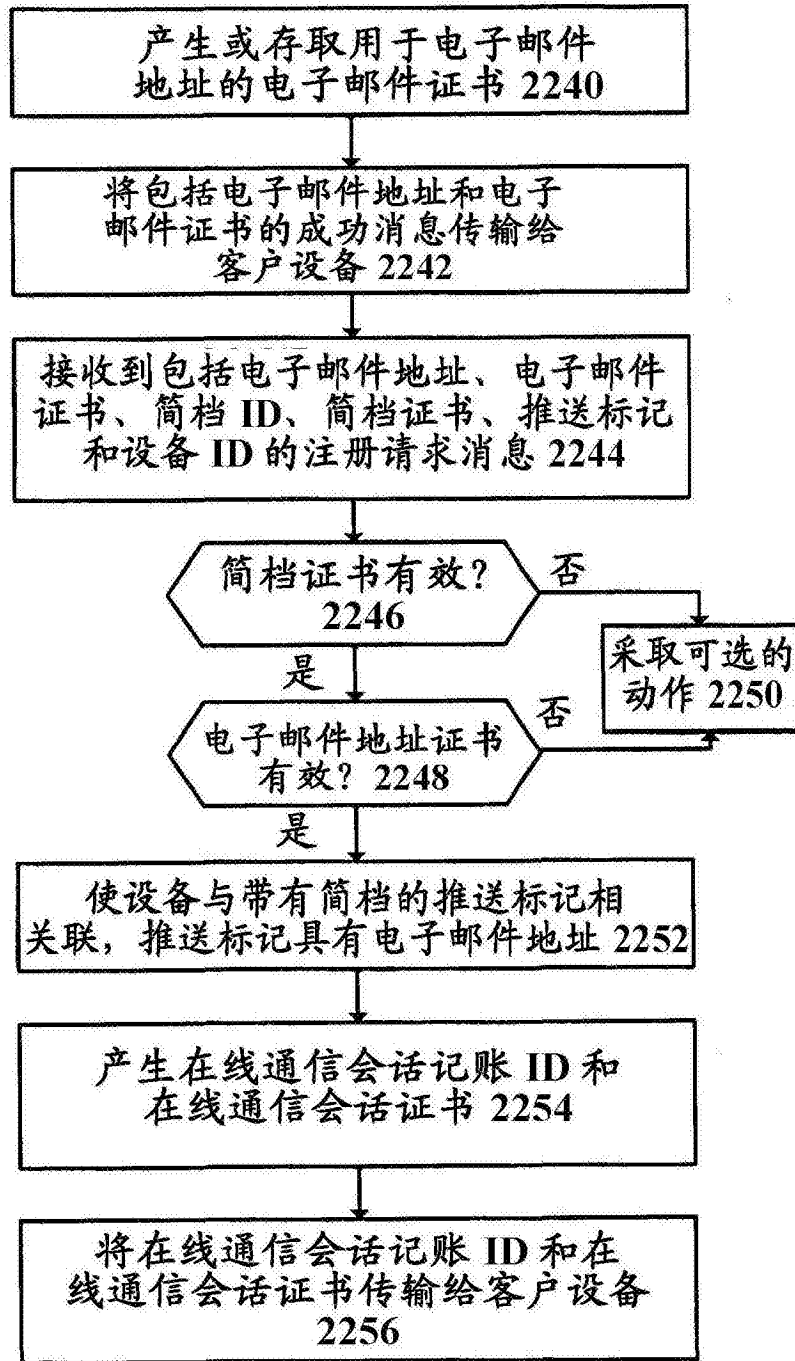 产生或存取用于电子邮件
地址的电子邮件证书 2240
将包括电子邮件地址和电子
邮件证书的成功消息传输给
客户设备 2242
接收到包括电子邮件地址、电子邮件
证书、简档 ID、简档证书、推送标记
和设备 ID 的注册请求消息 2244
简档证书有效?
2246
否
是
采取可选的
动作 2250
电子邮件地址证书
有效? 2248
否
是
使设备与带有简档的推送标记相
关联，推送标记具有电子邮件地址 2252
产生在线通信会话记账 ID 和
在线通信会话证书 2254
将在线通信会话记账 ID 和在
线通信会话证书传输给客户设备
2256